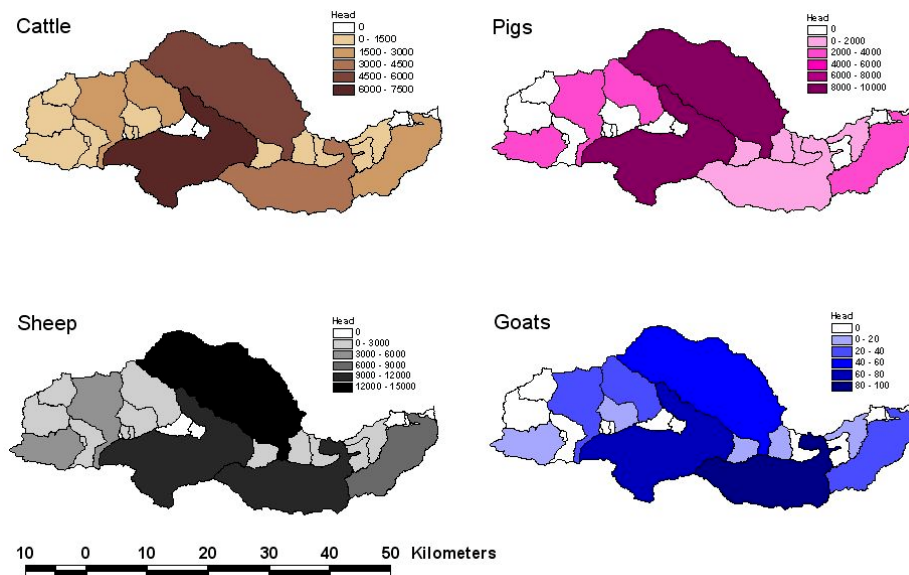 Cattle
Head
0
0 - 1500
1500 - 3000
3000 - 4500
4500 - 6000
6000 - 7500
Pigs
Head
0
0 - 2000
2000 - 4000
4000 - 6000
6000 - 8000
8000 - 10000
Sheep
Head
0
0 - 3000
3000 - 6000
6000 - 9000
9000 - 12000
12000 - 15000
Goats
Head
0
0 - 20
20 - 40
40 - 60
60 - 80
80 - 100
10 0 10 20 30 40 50 Kilometers